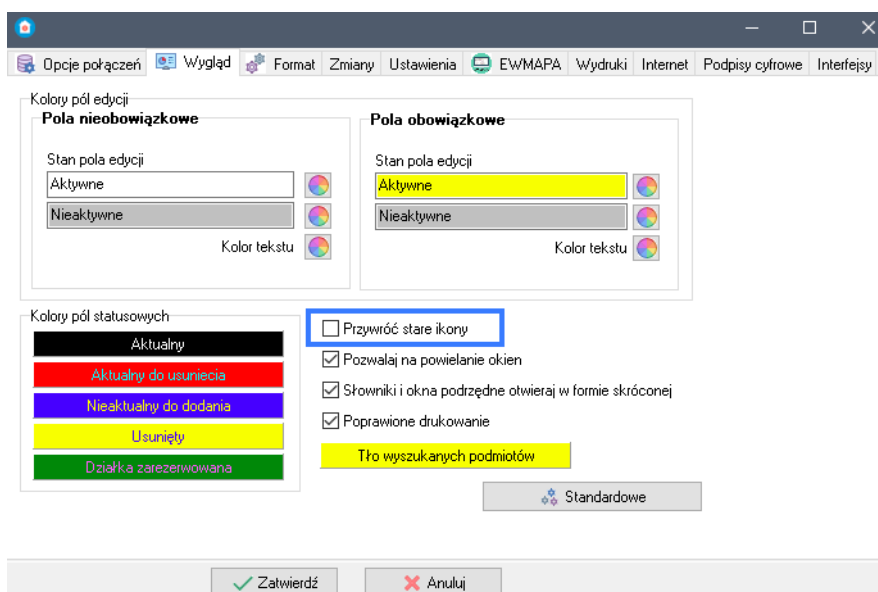 Opcje połączeń Wygląd Format Zmiany Ustawienia EWMAPA Wydruki Internet Podpisy cyfrowe Interfejsy
Kolory pól edycji
Pola nieobowiązkowe
Stan pola edycji
Aktywne
Nieaktywne
Kolor tekstu
Pola obowiązkowe
Stan pola edycji
Aktywne
Nieaktywne
Kolor tekstu
Kolory pól statusowych
Aktualny
Aktualny do usuniecia
Nieaktualny do dodania
Usunięty
Działka zarezerwowana
Przywróć stare ikony
Pozwalaj na powielanie okien
Słowniki i okna podrzędne otwieraj w formie skróconej
Poprawione drukowanie
Tło wyszukanych podmiotów
Standardowe
Zatwierdź Anuluj